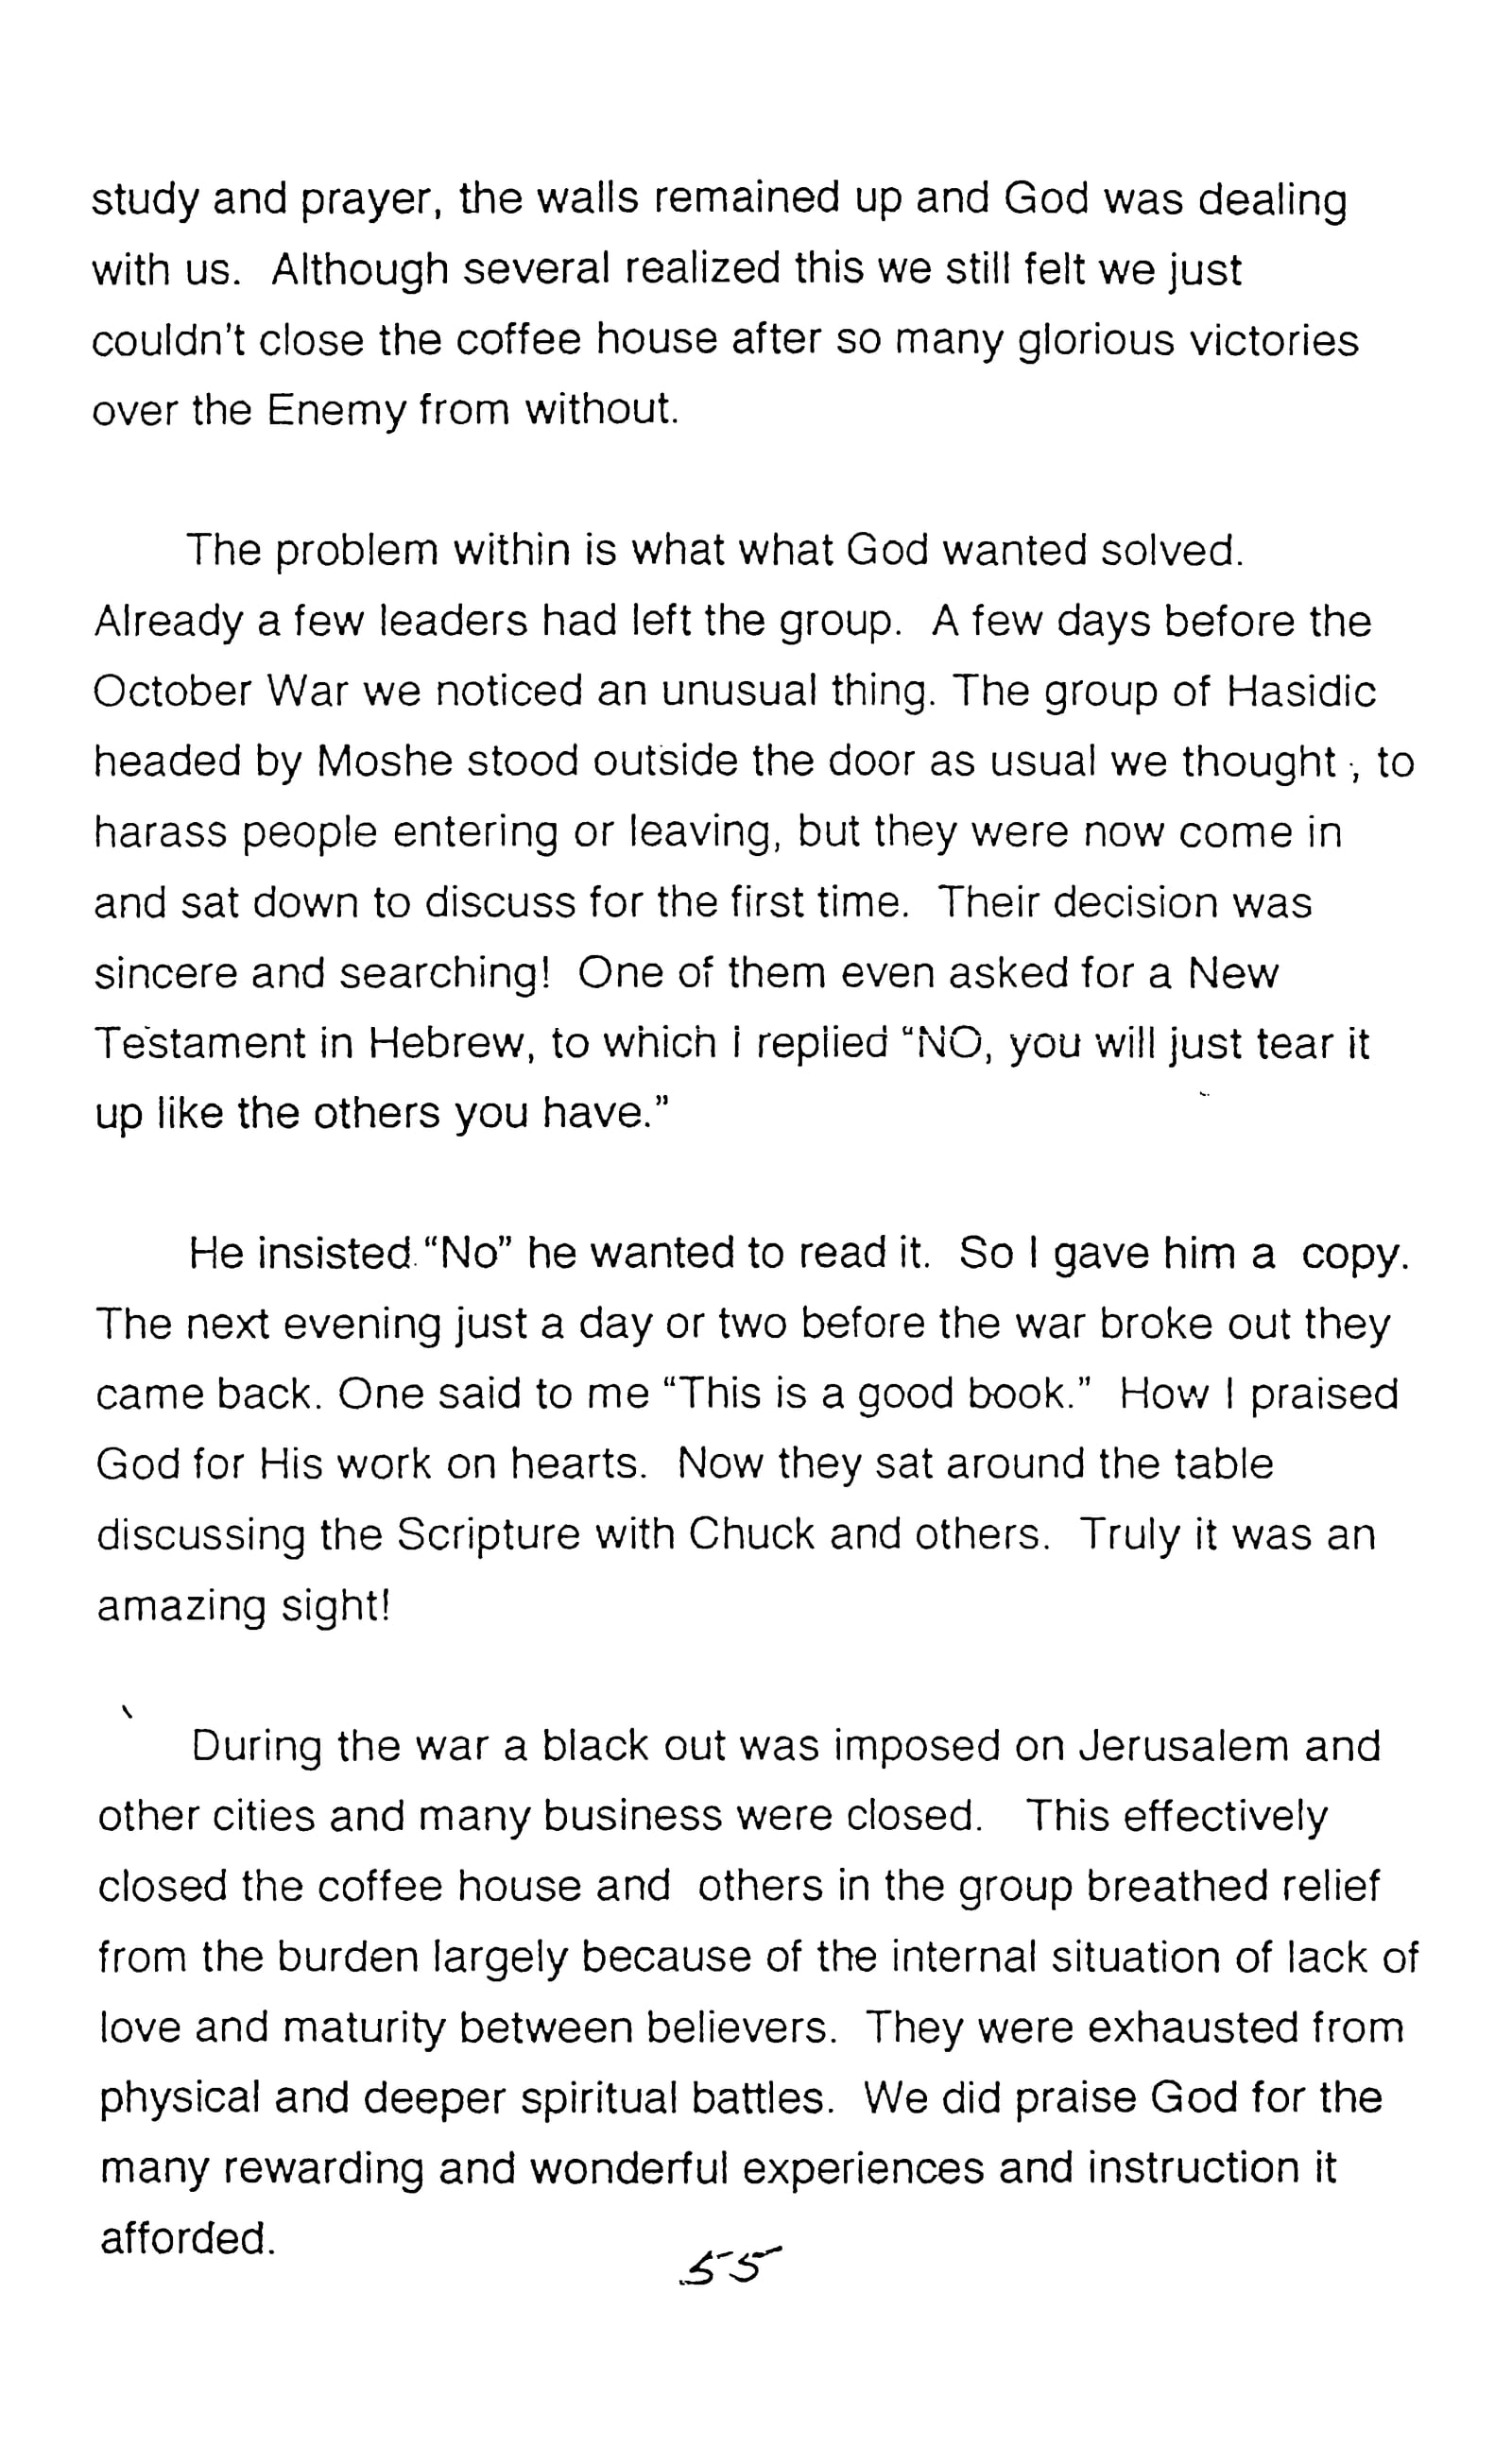 study and prayer, the walls remained up and God was dealing
with us.  Although several realized this we still felt we just
couldn't close the coffee house after so many glorious victories
over the Enemy from without.

The problem within is what what God wanted solved.
Already a few leaders had left the group.  A few days before the
October War we noticed an unusual thing. The group of Hasidic
headed by Moshe stood outside the door as usual we thought , to
harass people entering or leaving, but they were now come in
and sat down to discuss for the first time.  Their decision was
sincere and searching!  One of them even asked for a New
Testament in Hebrew, to which I replied “NO, you will just tear it
up like the others you have.”

He insisted “No” he wanted to read it.  So I gave him a  copy.
The next evening just a day or two before the war broke out they
came back. One said to me “This is a good book.”  How I praised
God for His work on hearts.  Now they sat around the table
discussing the Scripture with Chuck and others.  Truly it was an
amazing sight!

During the war a black out was imposed on Jerusalem and
other cities and many business were closed.   This effectively
closed the coffee house and  others in the group breathed relief
from the burden largely because of the internal situation of lack of
love and maturity between believers.  They were exhausted from
physical and deeper spiritual battles.  We did praise God for the
many rewarding and wonderful experiences and instruction it
afforded.
55